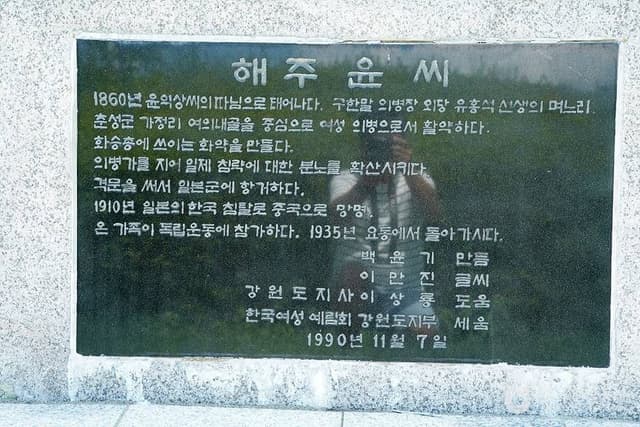 해주윤씨
1860년 윤익상씨의 따님으로 태어나다. 구한말 의병장 외당 유홍석 선생의 며느리.
춘성군 가정리 여의내골을 중심으로 여성 의병으로서 활약하다.
화승총에 쓰이는 화약을 만들다.
의병가를 지어 일제 침략에 대한 분노를 확산시키다.
격문을 써서 일본군에 항거하다.
1910년 일본의 한국 침탈로 중국으로 망명.
온 가족이 독립운동에 참가하다. 1935년 요동에서 돌아가시다.
백윤기 만듬
이만진 글씨
강원도지사 이상룡 도움
한국여성 예림회 강원도지부 세움
1990년 11월 7일